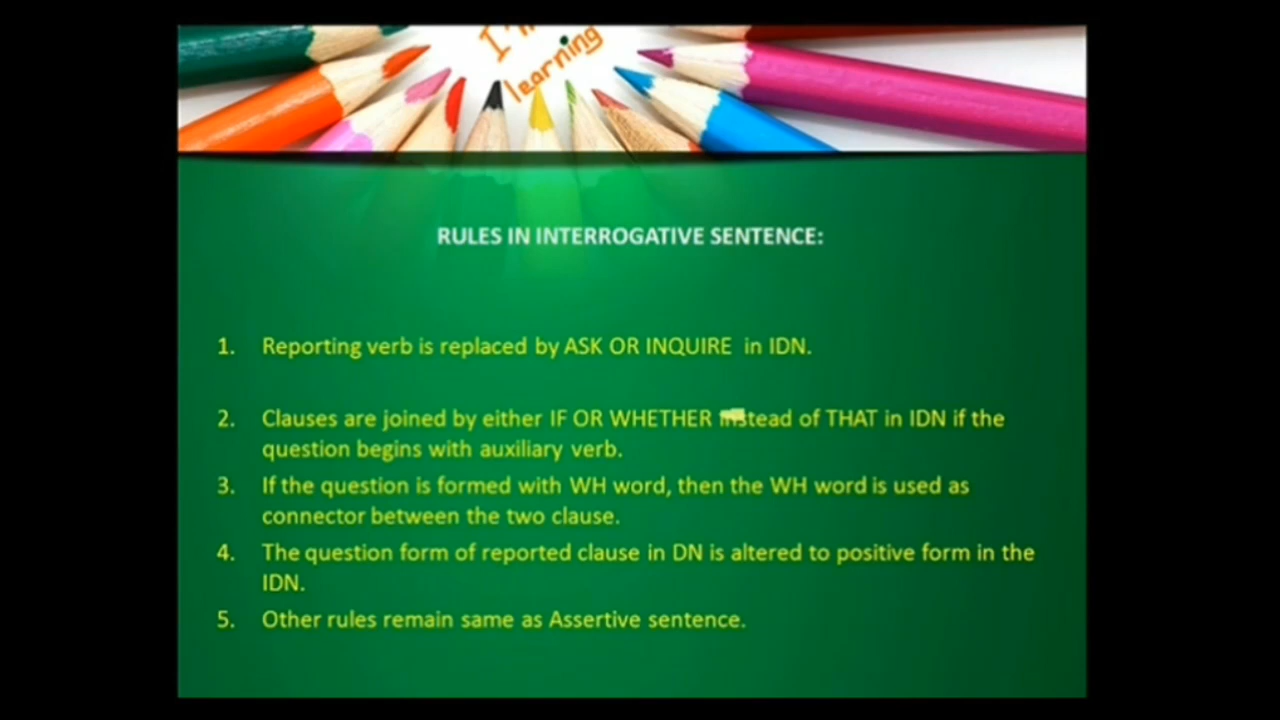 I'm
learning
RULES IN INTERROGATIVE SENTENCE:
1. Reporting verb is replaced by ASK OR INQUIRE in IDN.
2. Clauses are joined by either IF OR WHETHER instead of THAT in IDN if the
question begins with auxiliary verb.
3. If the question is formed with WH word, then the WH word is used as
connector between the two clause.
4. The question form of reported clause in DN is altered to positive form in the
IDN.
5. Other rules remain same as Assertive sentence.